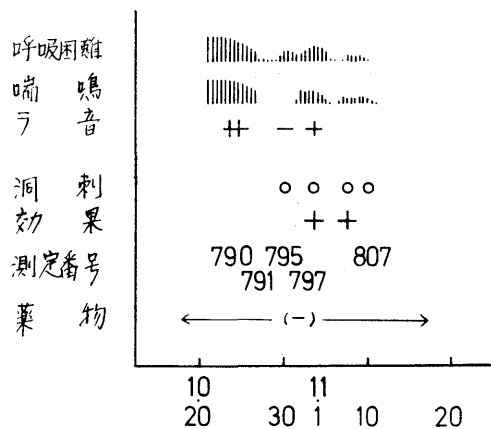 呼吸困難
喘鳴
ラ音 ++ − +
洞刺 ○ ○ ○ ○
効果 + +
測定番号 790 795 807
791 797
薬物 (−)
10 11
20 30 1 10 20